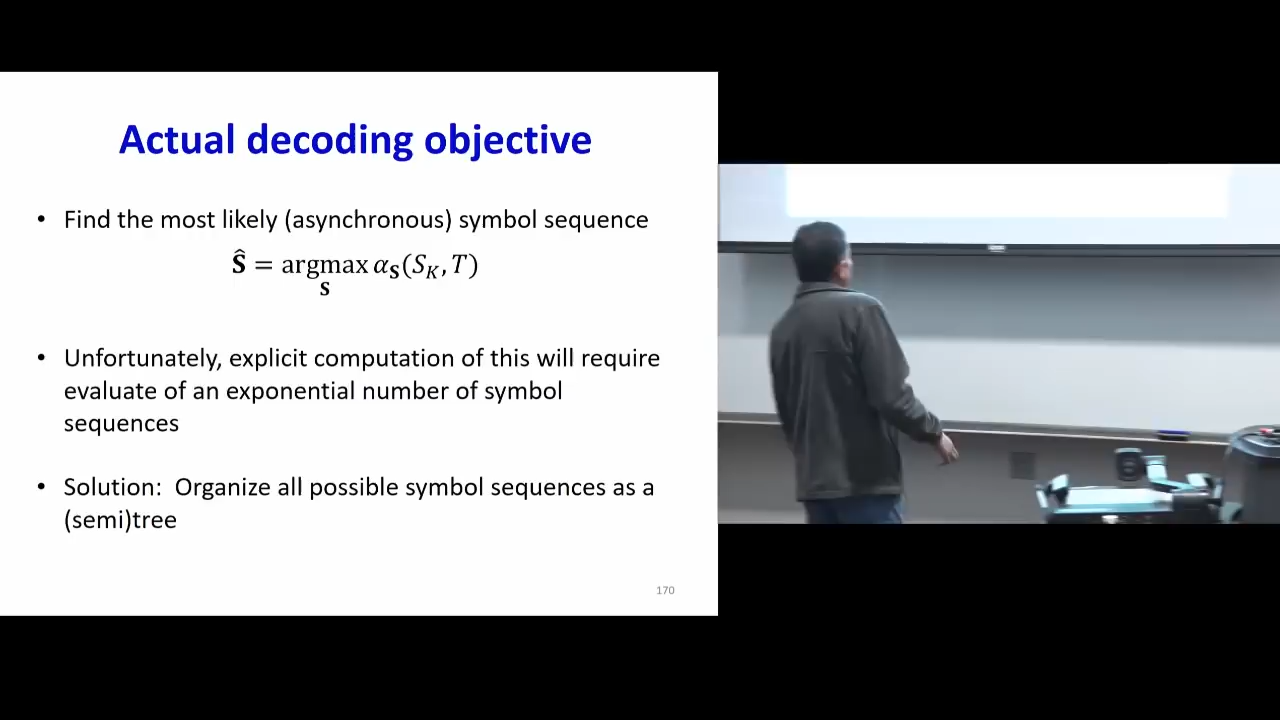 Actual decoding objective
• Find the most likely (asynchronous) symbol sequence
Ŝ = argmax α_S(S_K, T)
S
• Unfortunately, explicit computation of this will require
evaluate of an exponential number of symbol
sequences
• Solution: Organize all possible symbol sequences as a
(semi)tree
170